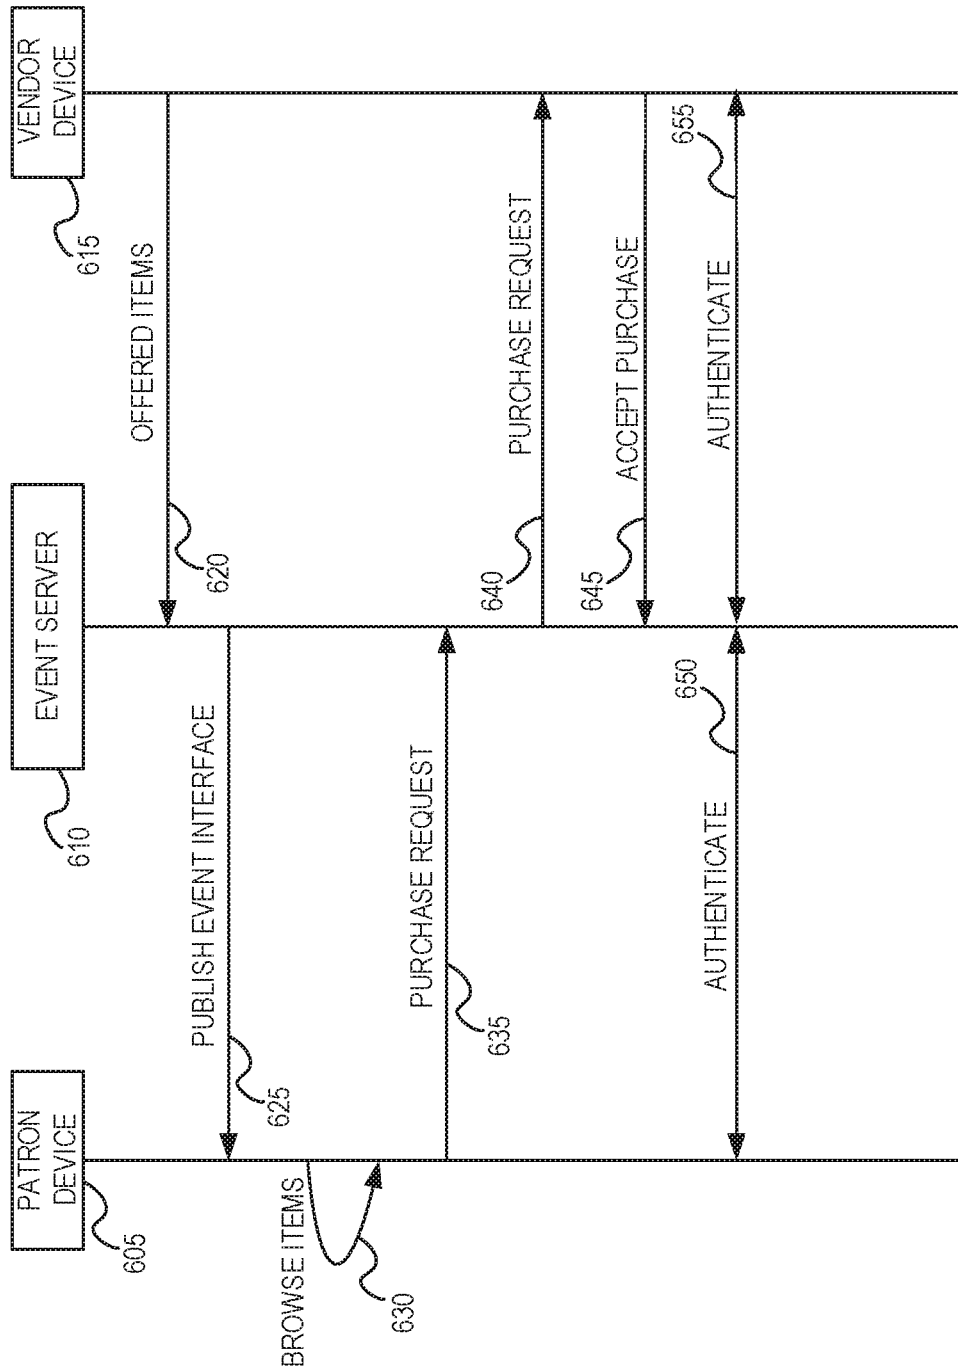 PATRON
DEVICE
605
EVENT SERVER
610
VENDOR
DEVICE
615
OFFERED ITEMS
620
PUBLISH EVENT INTERFACE
625
BROWSE ITEMS
630
PURCHASE REQUEST
635
PURCHASE REQUEST
640
ACCEPT PURCHASE
645
AUTHENTICATE
650
AUTHENTICATE
655